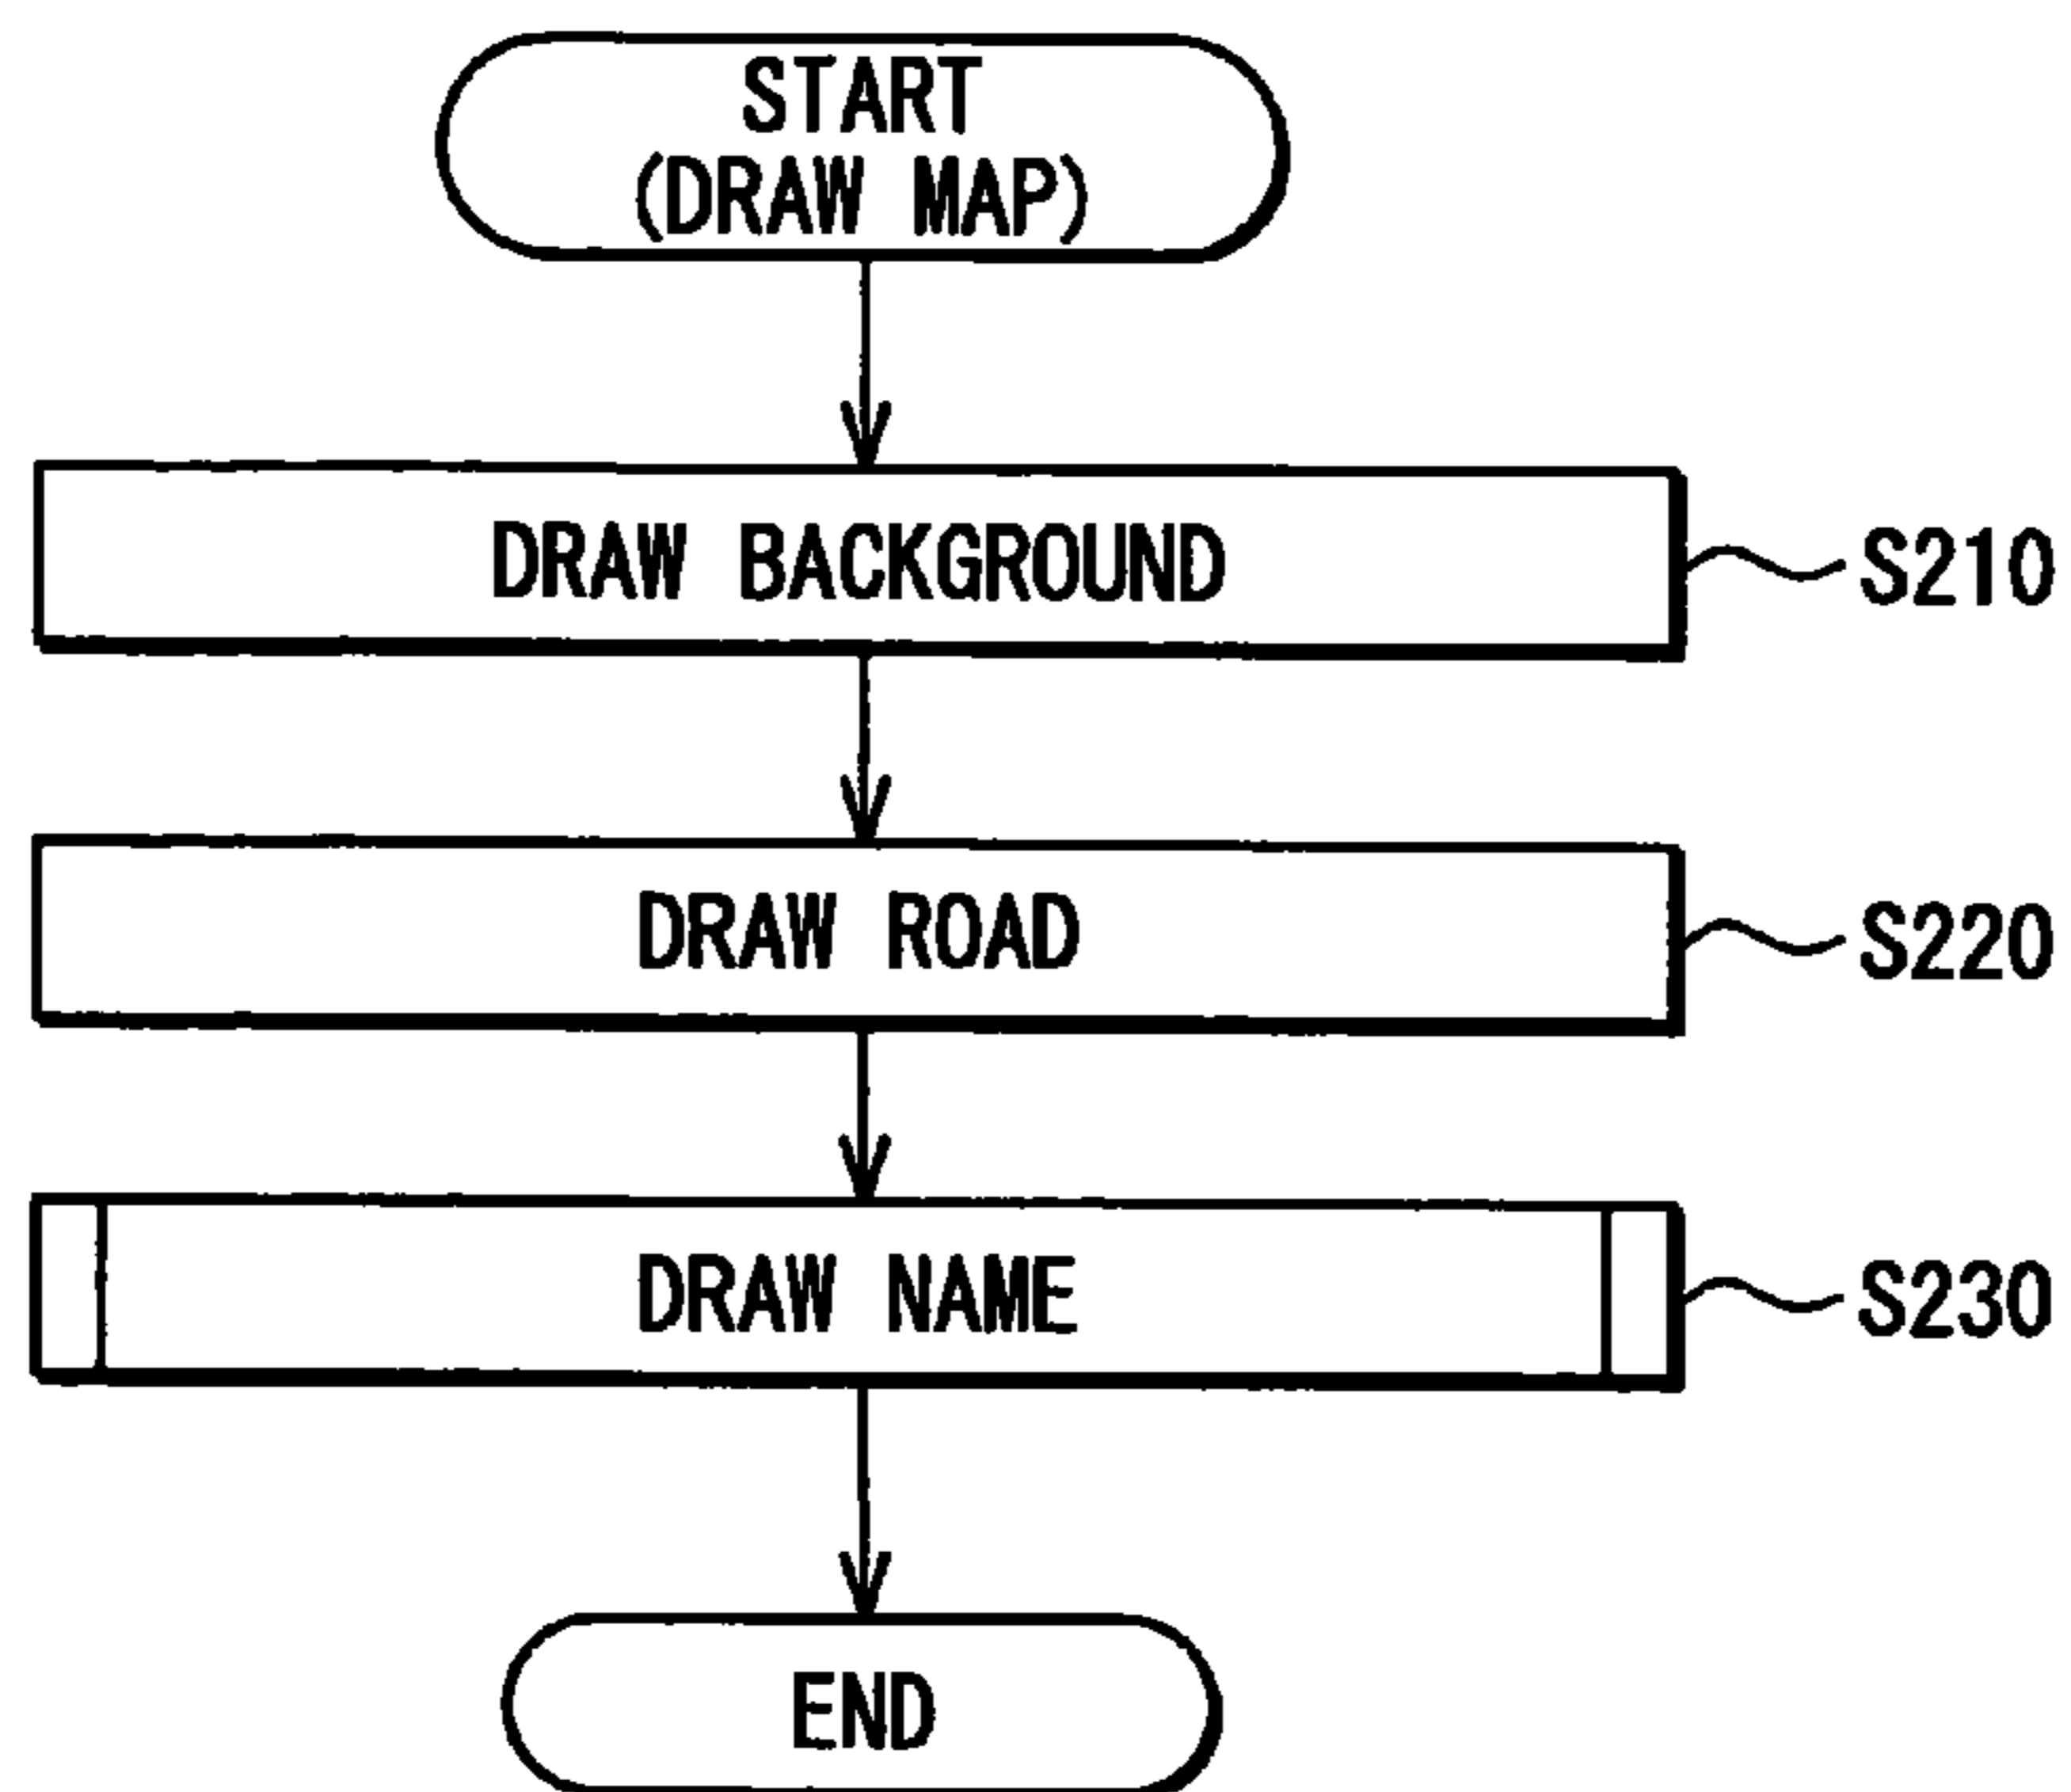 START
(DRAW MAP)
DRAW BACKGROUND
S210
DRAW ROAD
S220
DRAW NAME
S230
END